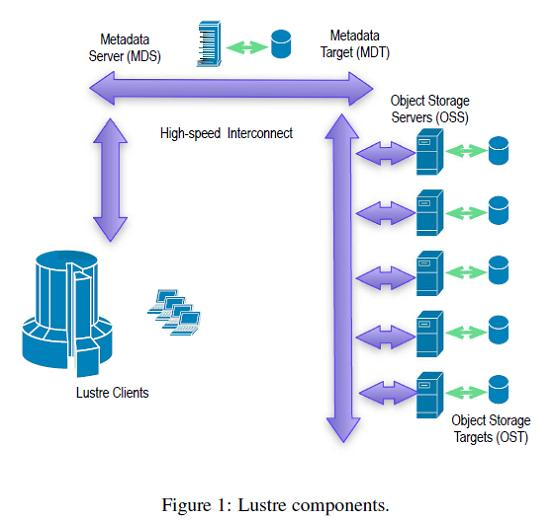 Metadata
Server (MDS)
Metadata
Target (MDT)
Object Storage
Servers (OSS)
High-speed Interconnect
Lustre Clients
Object Storage
Targets (OST)
Figure 1: Lustre components.